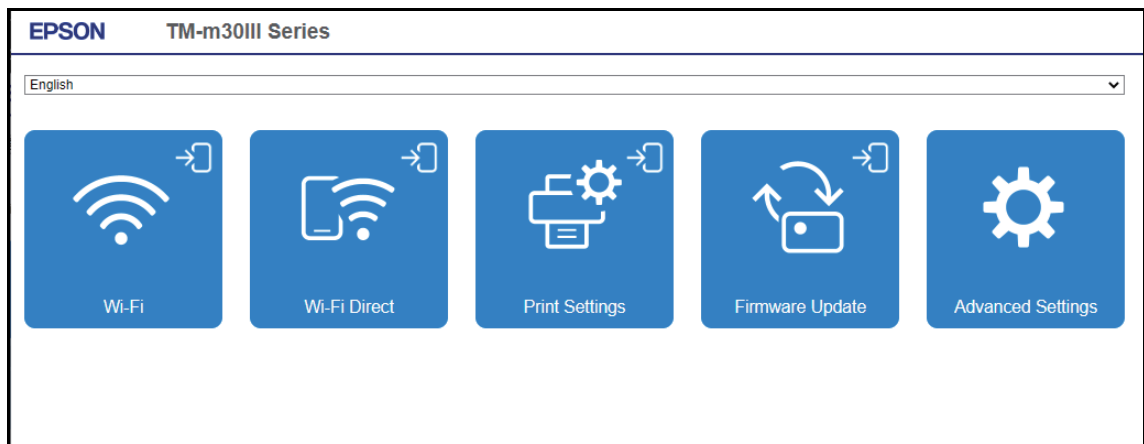 EPSON TM-m30III Series
English
Wi-Fi Wi-Fi Direct Print Settings Firmware Update Advanced Settings